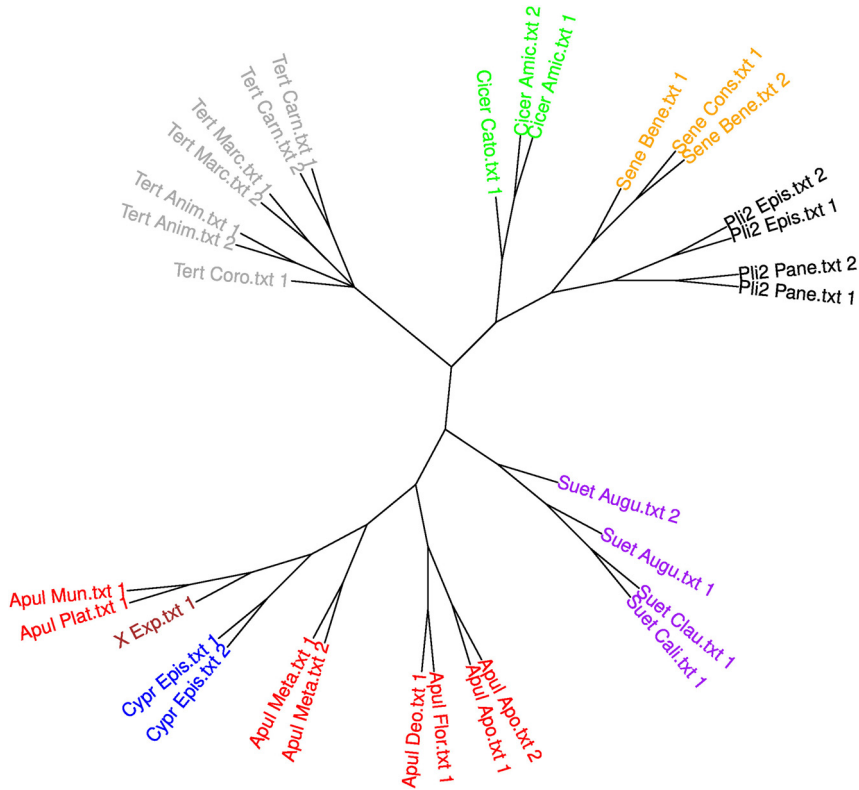 Tert Carn.txt 1
Tert Carn.txt 2
Tert Marc.txt 1
Tert Marc.txt 2
Tert Anim.txt 1
Tert Anim.txt 2
Tert Coro.txt 1
Cicer Cato.txt 1
Cicer Amic.txt 2
Cicer Amic.txt 1
Sene Bene.txt 1
Sene Cons.txt 1
Sene Bene.txt 2
Pli2 Epis.txt 2
Pli2 Epis.txt 1
Pli2 Pane.txt 2
Pli2 Pane.txt 1
Suet Augu.txt 2
Suet Augu.txt 1
Suet Clau.txt 1
Suet Cali.txt 1
Apul Apo.txt 2
Apul Apo.txt 1
Apul Flor.txt 1
Apul Deo.txt 1
Apul Meta.txt 2
Apul Meta.txt 1
Cypr Epis.txt 2
Cypr Epis.txt 1
X Exp.txt 1
Apul Plat.txt 1
Apul Mun.txt 1